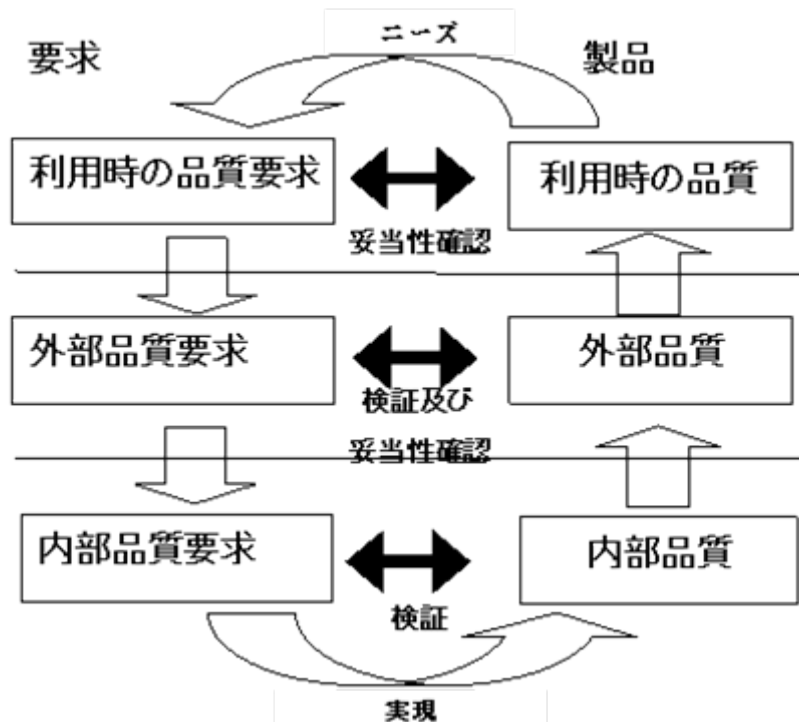 ニーズ
要求
製品
利用時の品質要求
利用時の品質
妥当性確認
外部品質要求
外部品質
検証及び
妥当性確認
内部品質要求
内部品質
検証
実現